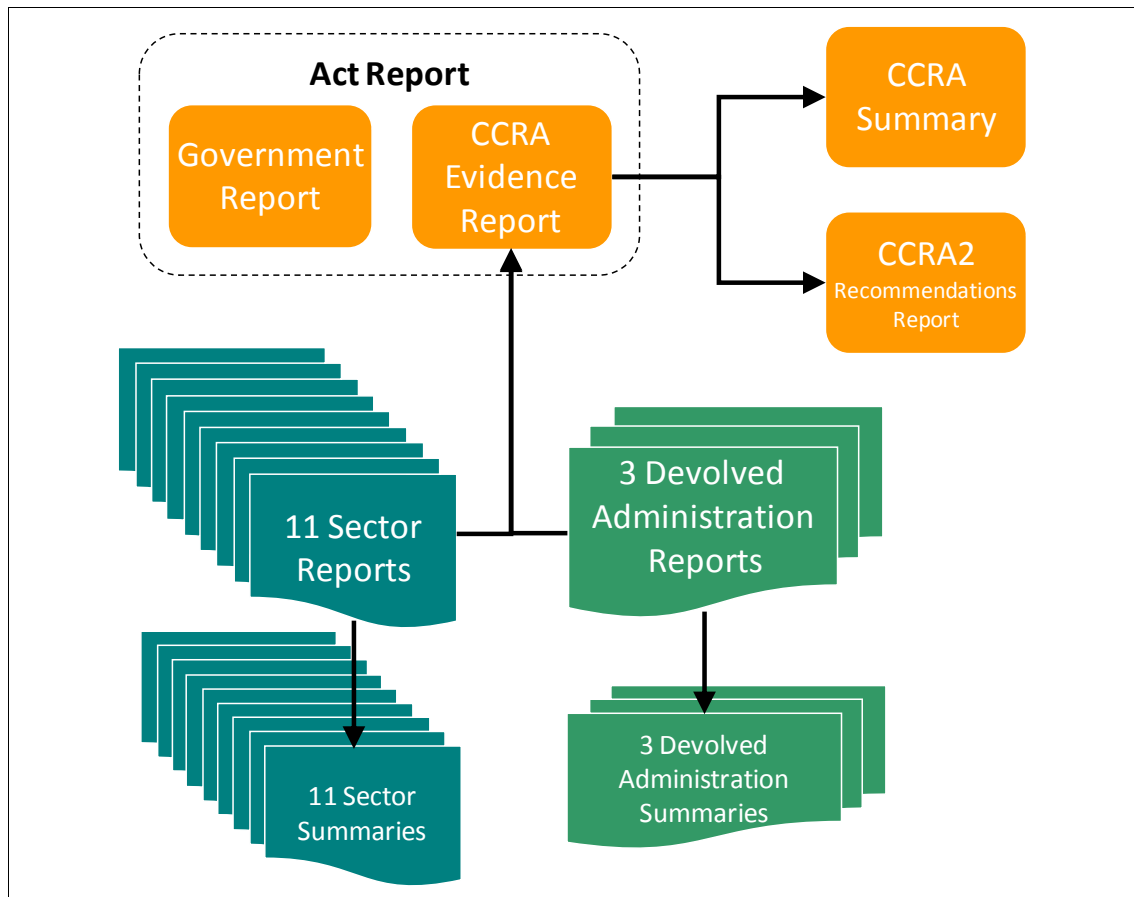 Act Report
Government
Report
CCRA
Evidence
Report
CCRA
Summary
CCRA2
Recommendations
Report
11 Sector
Reports
3 Devolved
Administration
Reports
11 Sector
Summaries
3 Devolved
Administration
Summaries